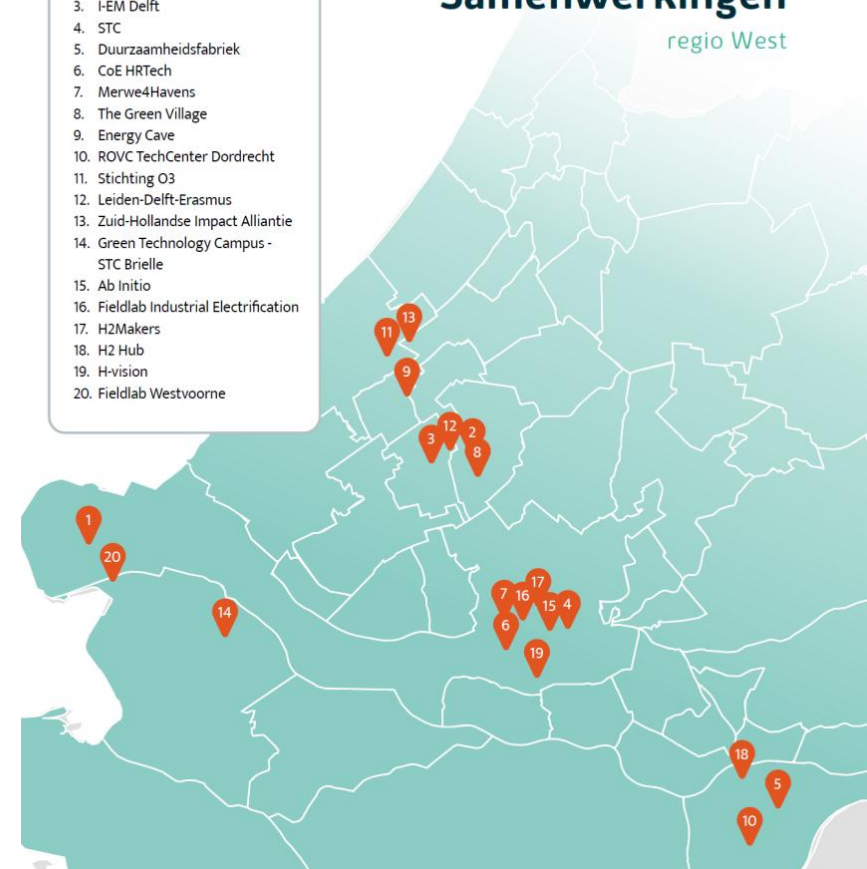 Samenwerkingen
regio West
3. I-EM Delft
4. STC
5. Duurzaamheidsfabriek
6. CoE HRTech
7. Merwe4Havens
8. The Green Village
9. Energy Cave
10. ROVC TechCenter Dordrecht
11. Stichting O3
12. Leiden-Delft-Erasmus
13. Zuid-Hollandse Impact Alliantie
14. Green Technology Campus -
STC Brielle
15. Ab Initio
16. Fieldlab Industrial Electrification
17. H2Makers
18. H2 Hub
19. H-vision
20. Fieldlab Westvoorne
13
11
9
12
2
3
8
1
20
17
7
16
15
4
14
6
19
18
5
10